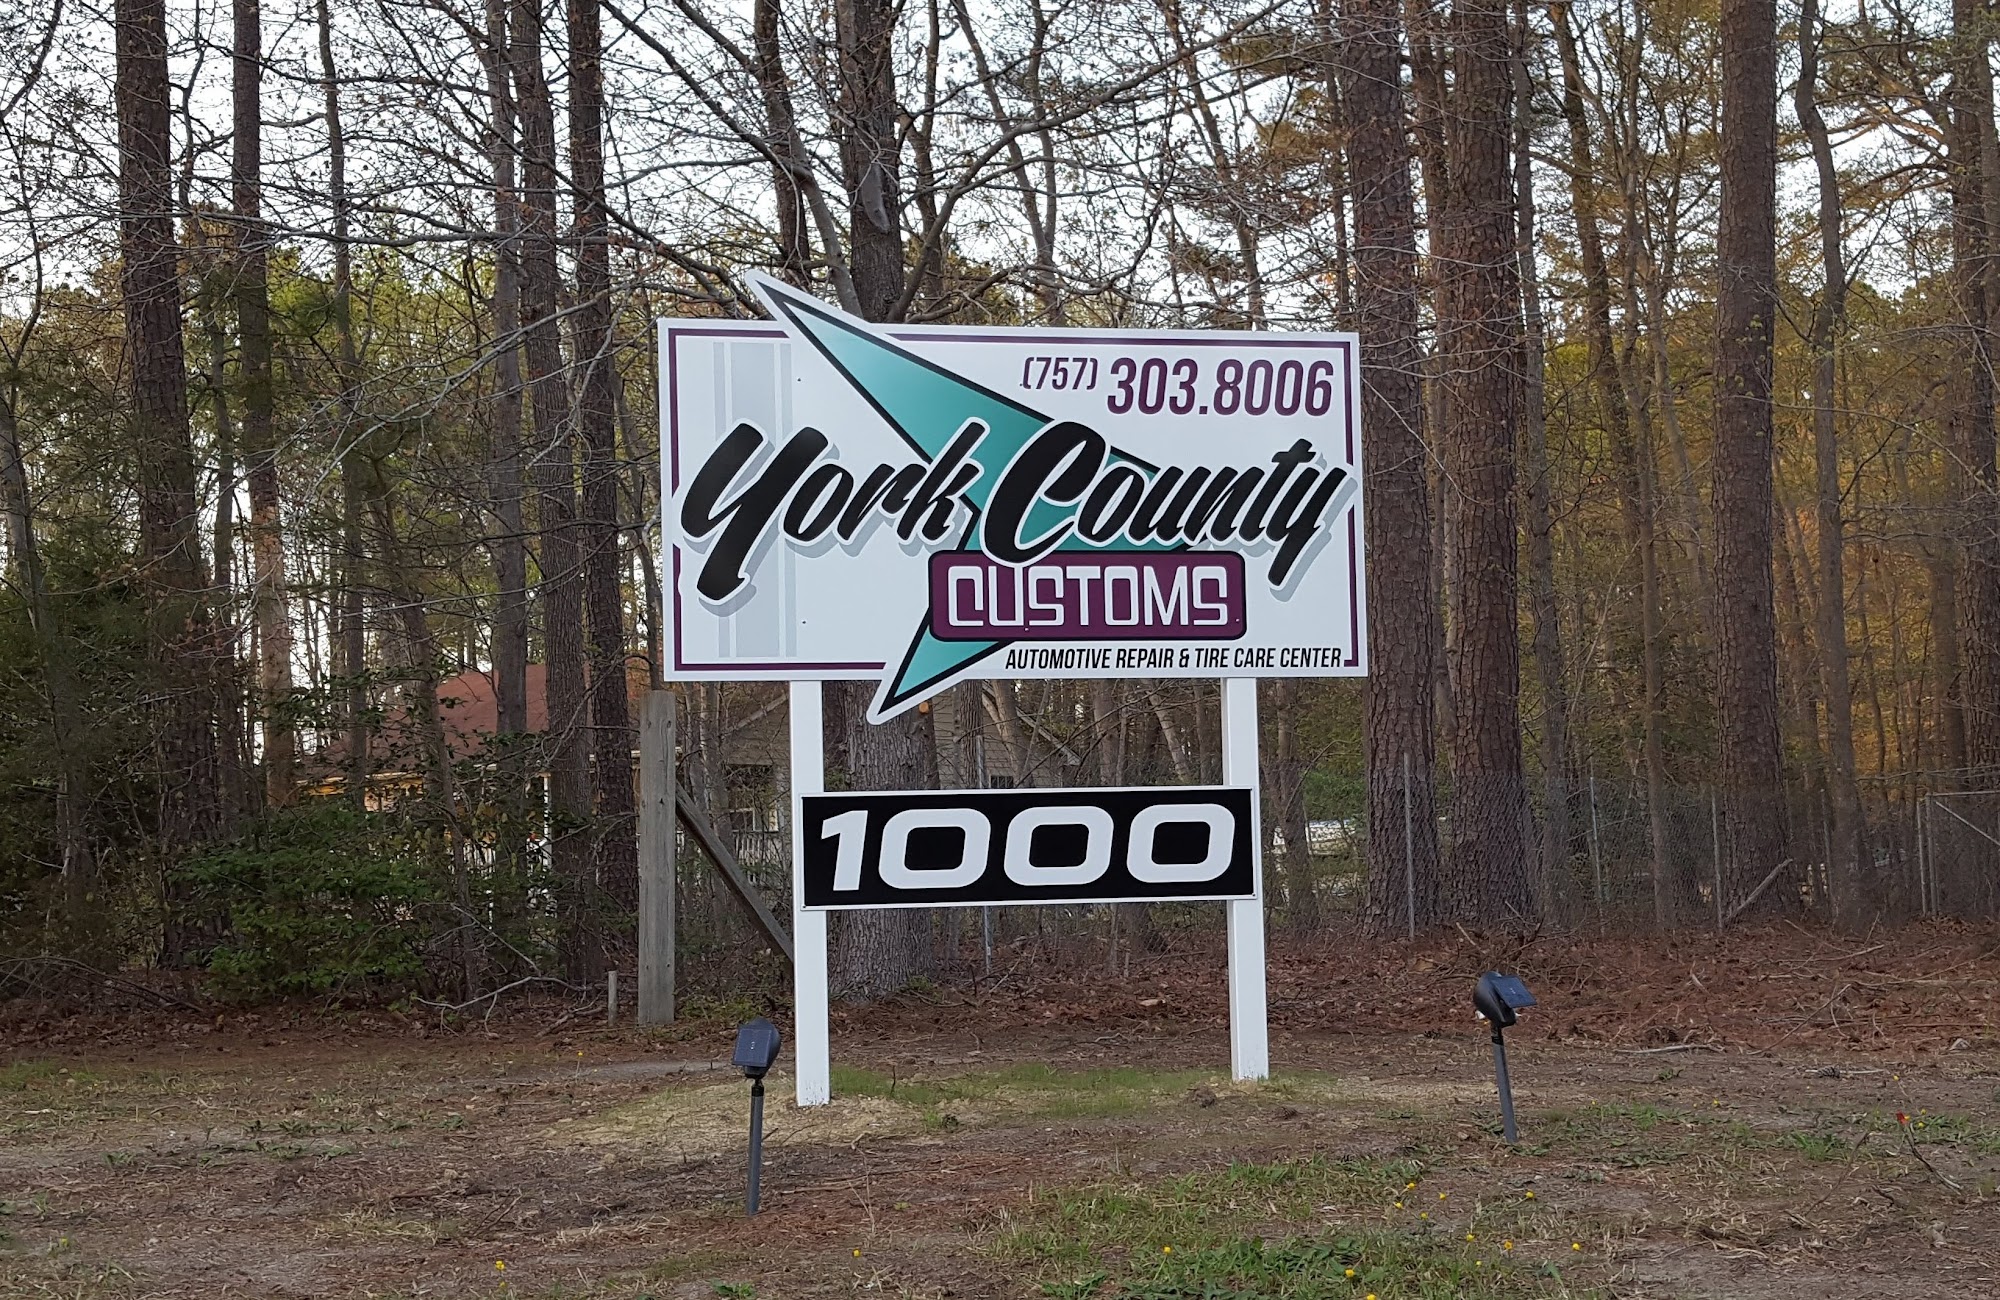 (757) 303.8006
York County
CUSTOMS
AUTOMOTIVE REPAIR & TIRE CARE CENTER
1000